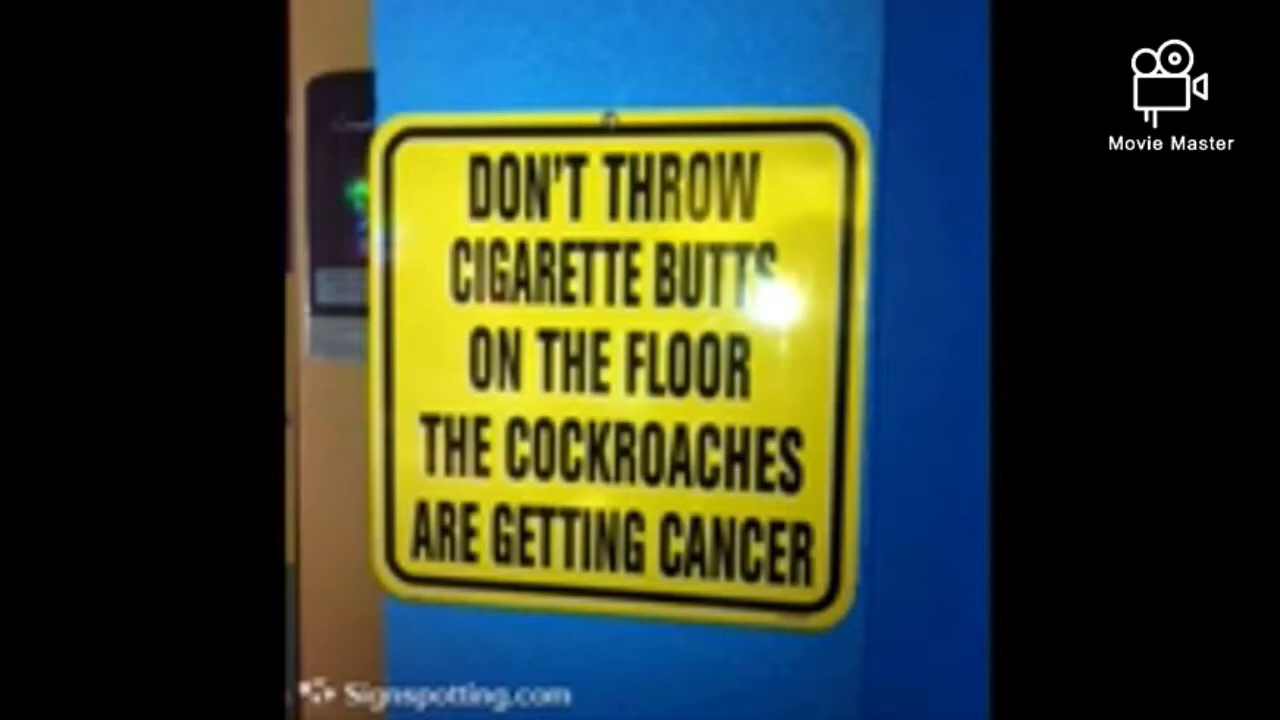 Movie Master
DON'T THROW
CIGARETTE BUTTS
ON THE FLOOR
THE COCKROACHES
ARE GETTING CANCER
Signspotting.com